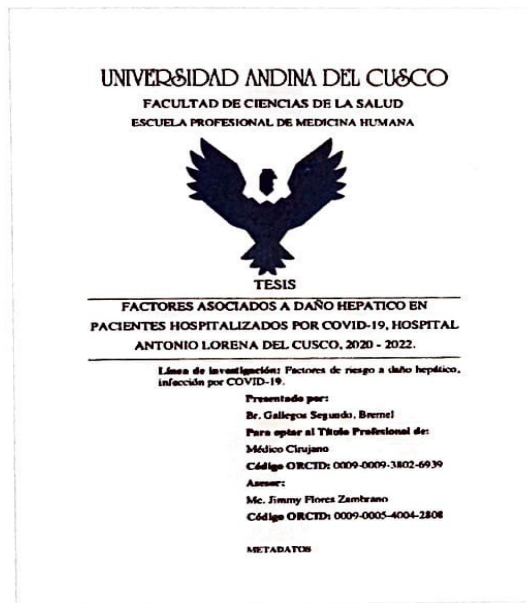 UNIVERSIDAD ANDINA DEL CUSCO
FACULTAD DE CIENCIAS DE LA SALUD
ESCUELA PROFESIONAL DE MEDICINA HUMANA
TESIS
FACTORES ASOCIADOS A DAÑO HEPATICO EN
PACIENTES HOSPITALIZADOS POR COVID-19, HOSPITAL
ANTONIO LORENA DEL CUSCO, 2020 - 2022.
Línea de investigación: Factores de riesgo a daño hepático,
infección por COVID-19.
Presentado por:
Br. Gallegos Segundo, Bremel
Para optar al Título Profesional de:
Médico Cirujano
Código ORCID: 0009-0009-3802-6939
Asesor:
Mc. Jimmy Flores Zambrano
Código ORCID: 0009-0005-4004-2808
METADATOS